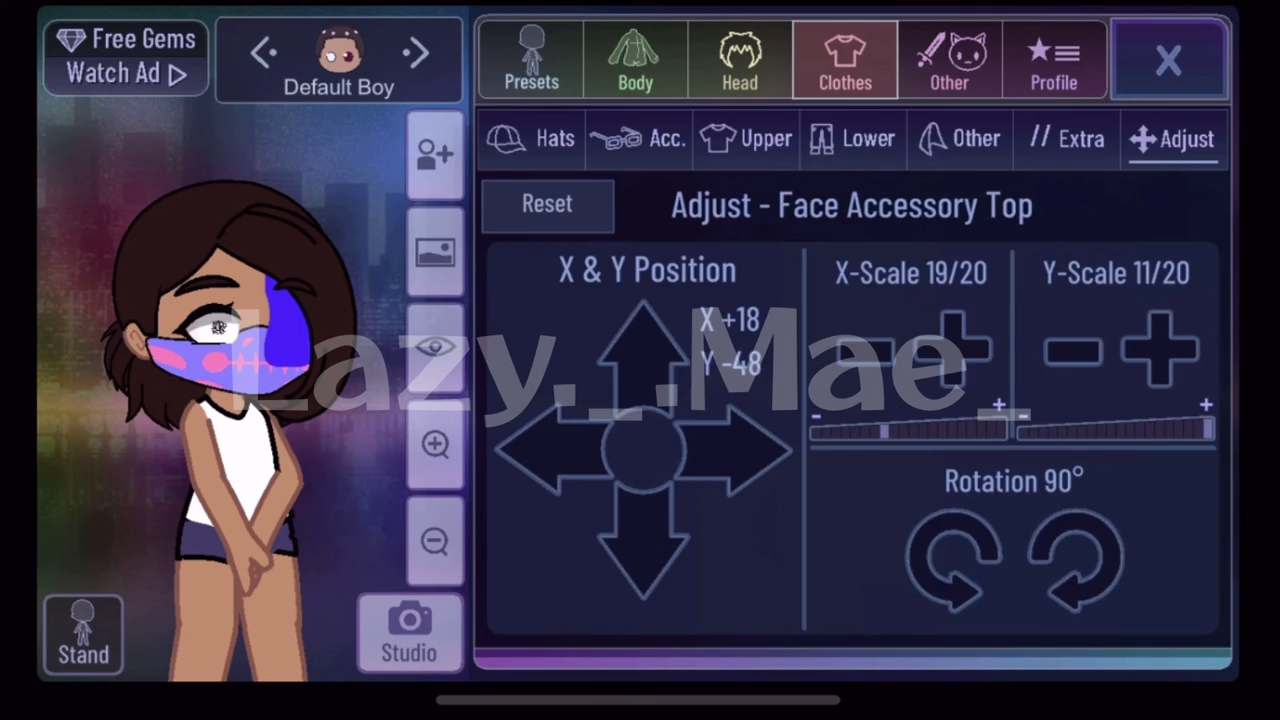 Free Gems
Watch Ad
Default Boy
Presets
Body
Head
Clothes
Other
Profile
X
Hats
Acc.
Upper
Lower
Other
Extra
Adjust
Reset
Adjust - Face Accessory Top
X & Y Position
X-Scale 19/20
Y-Scale 11/20
X +18
Y -48
Lazy._.Mae_
- +
- +
Rotation 90°
Stand
Studio